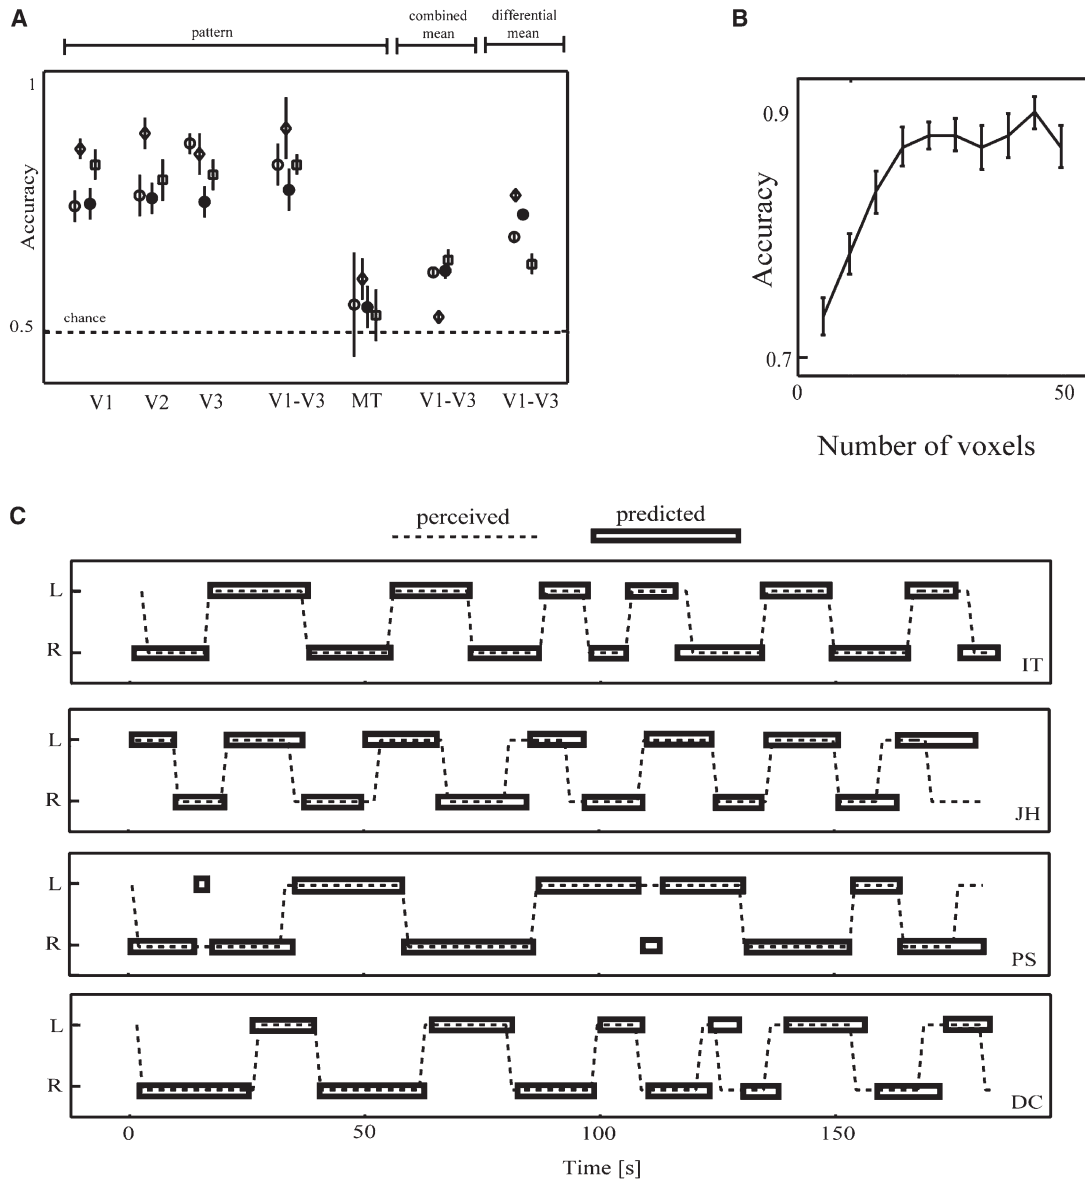 A
pattern
combined
mean
differential
mean
1
Accuracy
0.5
chance
V1 V2 V3 V1-V3 MT V1-V3 V1-V3
B
0.9
Accuracy
0.7
0 50
Number of voxels
C
perceived predicted
L
R
IT
L
R
JH
L
R
PS
L
R
DC
0 50 100 150
Time [s]